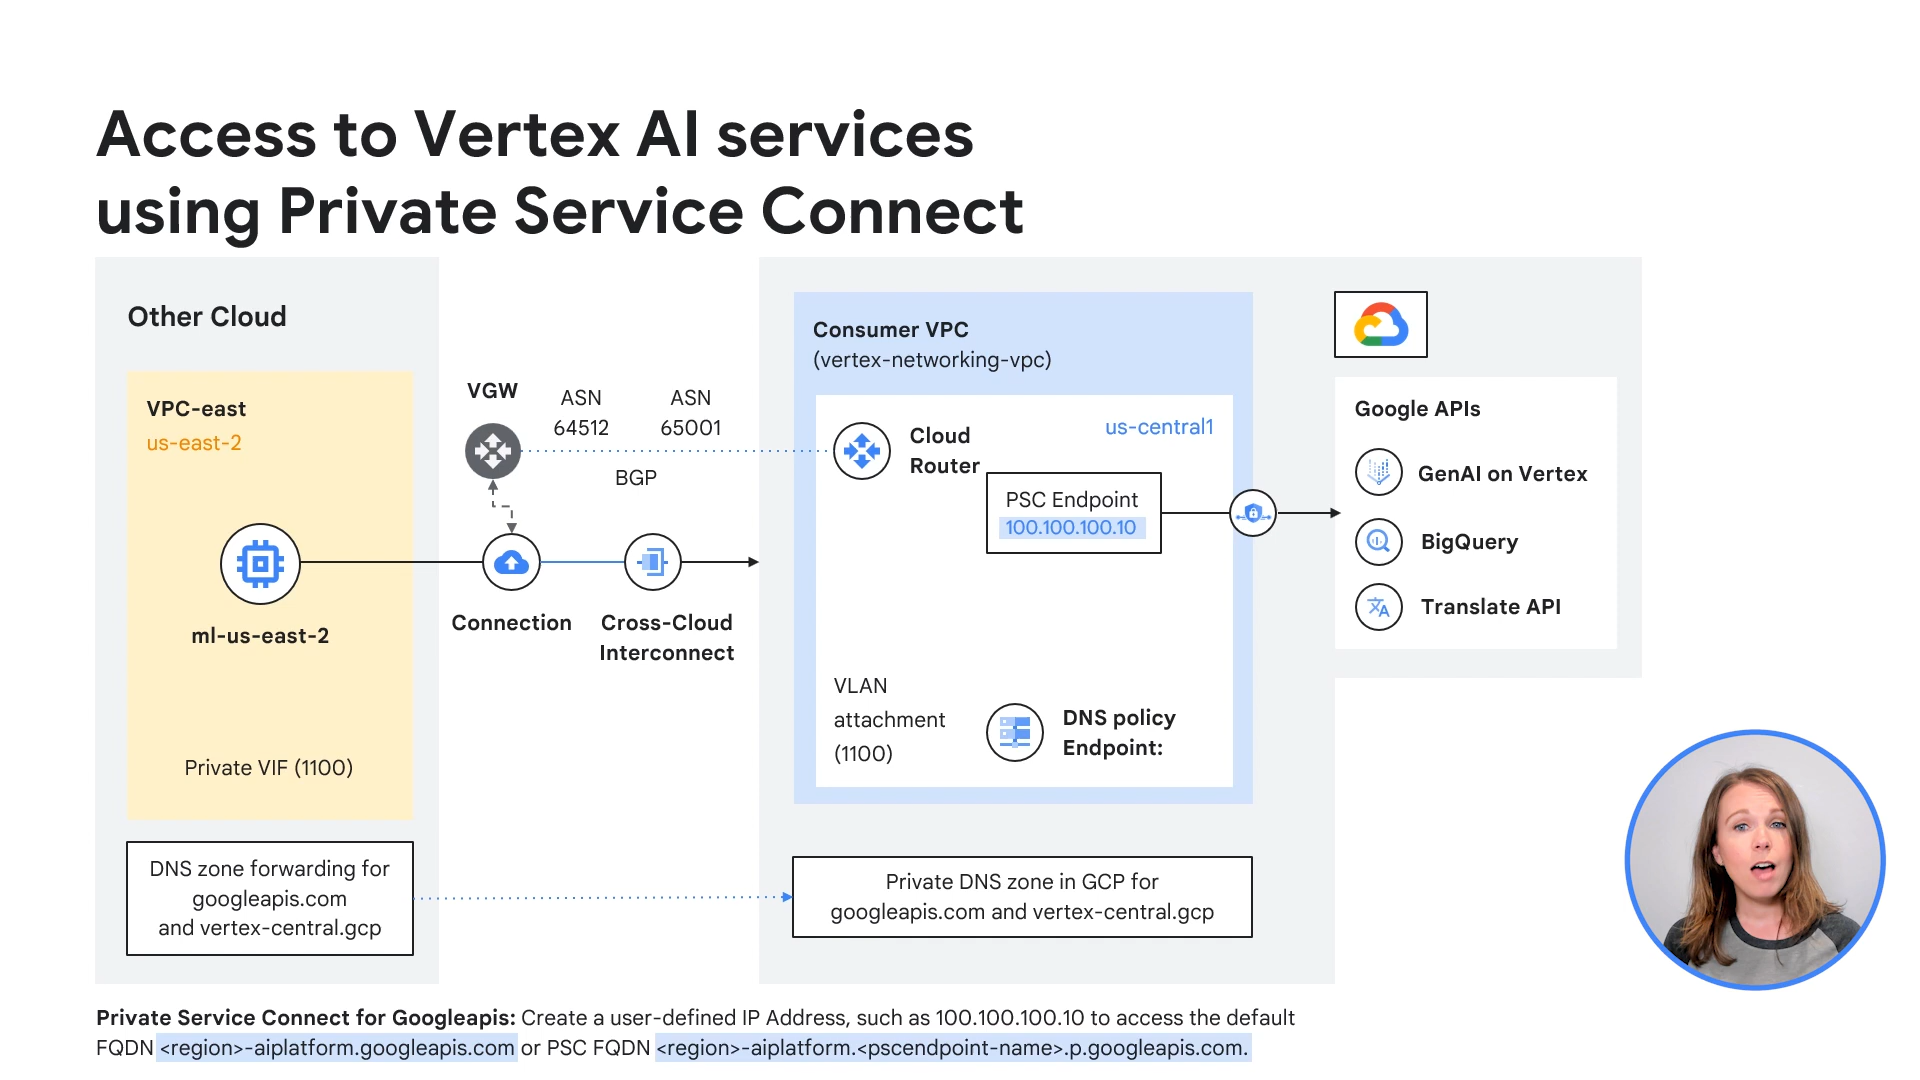 Access to Vertex AI services
using Private Service Connect
Other Cloud
VPC-east
us-east-2
ml-us-east-2
Private VIF (1100)
DNS zone forwarding for
googleapis.com
and vertex-central.gcp
VGW
ASN
64512
ASN
65001
BGP
Connection
Cross-Cloud
Interconnect
Consumer VPC
(vertex-networking-vpc)
us-central1
Cloud
Router
PSC Endpoint
100.100.100.10
VLAN
attachment
(1100)
DNS policy
Endpoint:
Private DNS zone in GCP for
googleapis.com and vertex-central.gcp
Google APIs
GenAI on Vertex
BigQuery
Translate API
Private Service Connect for Googleapis: Create a user-defined IP Address, such as 100.100.100.10 to access the default
FQDN <region>-aiplatform.googleapis.com or PSC FQDN <region>-aiplatform.<pscendpoint-name>.p.googleapis.com.